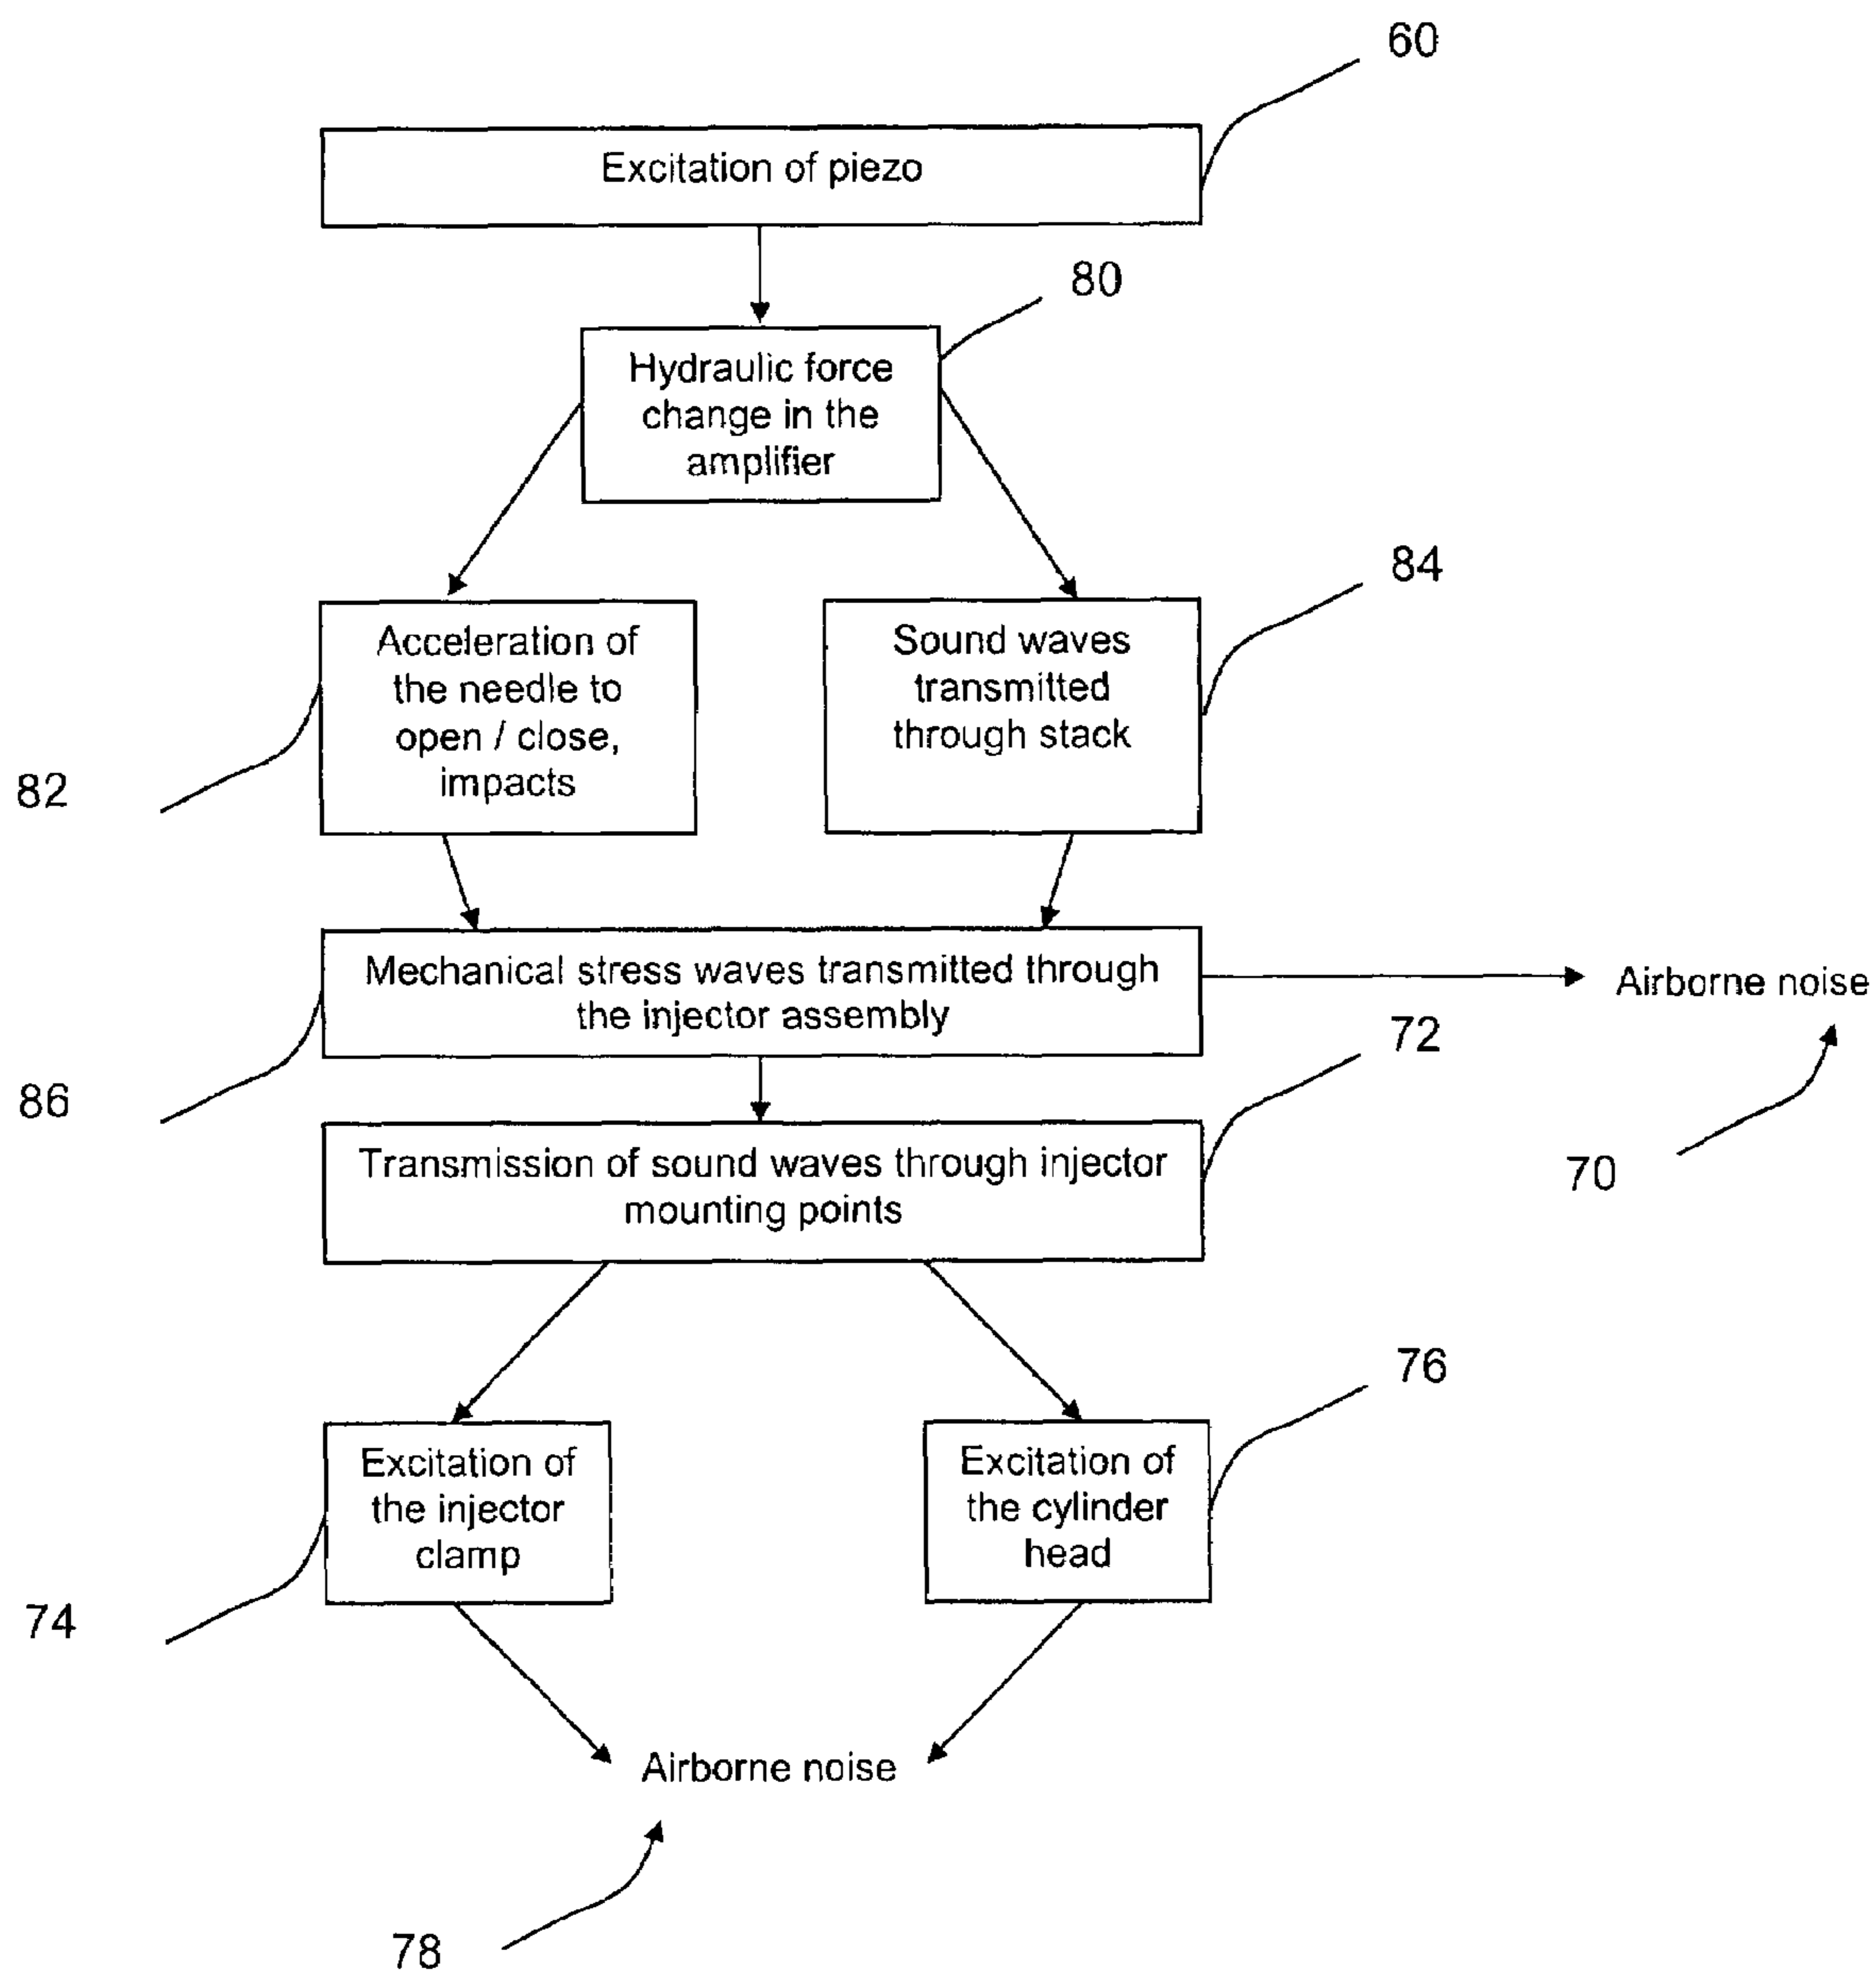 60
Excitation of piezo
80
Hydraulic force
change in the
amplifier
84
Acceleration of
the needle to
open / close,
impacts
Sound waves
transmitted
through stack
82
Mechanical stress waves transmitted through
the injector assembly
Airborne noise
72
86
70
Transmission of sound waves through injector
mounting points
76
Excitation of
the injector
clamp
Excitation of
the cylinder
head
74
Airborne noise
78